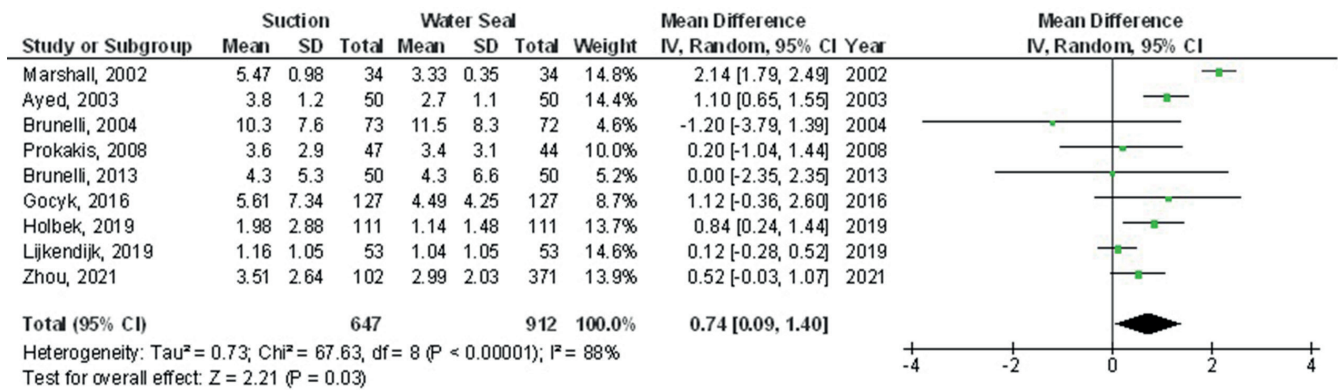 Suction Water Seal Mean Difference Mean Difference
Study or Subgroup Mean SD Total Mean SD Total Weight IV, Random, 95% CI Year IV, Random, 95% CI
Marshall, 2002 5.47 0.98 34 3.33 0.35 34 14.8% 2.14 [1.79, 2.49] 2002
Ayed, 2003 3.8 1.2 50 2.7 1.1 50 14.4% 1.10 [0.65, 1.55] 2003
Brunelli, 2004 10.3 7.6 73 11.5 8.3 72 4.6% -1.20 [-3.79, 1.39] 2004
Prokakis, 2008 3.6 2.9 47 3.4 3.1 44 10.0% 0.20 [-1.04, 1.44] 2008
Brunelli, 2013 4.3 5.3 50 4.3 6.6 50 5.2% 0.00 [-2.35, 2.35] 2013
Gocyk, 2016 5.61 7.34 127 4.49 4.25 127 8.7% 1.12 [-0.36, 2.60] 2016
Holbek, 2019 1.98 2.88 111 1.14 1.48 111 13.7% 0.84 [0.24, 1.44] 2019
Lijkendijk, 2019 1.16 1.05 53 1.04 1.05 53 14.6% 0.12 [-0.28, 0.52] 2019
Zhou, 2021 3.51 2.64 102 2.99 2.03 371 13.9% 0.52 [-0.03, 1.07] 2021
Total (95% CI) 647 912 100.0% 0.74 [0.09, 1.40]
Heterogeneity: Tau² = 0.73; Chi² = 67.63, df = 8 (P < 0.00001); I² = 88%
Test for overall effect: Z = 2.21 (P = 0.03)
-4 -2 0 2 4